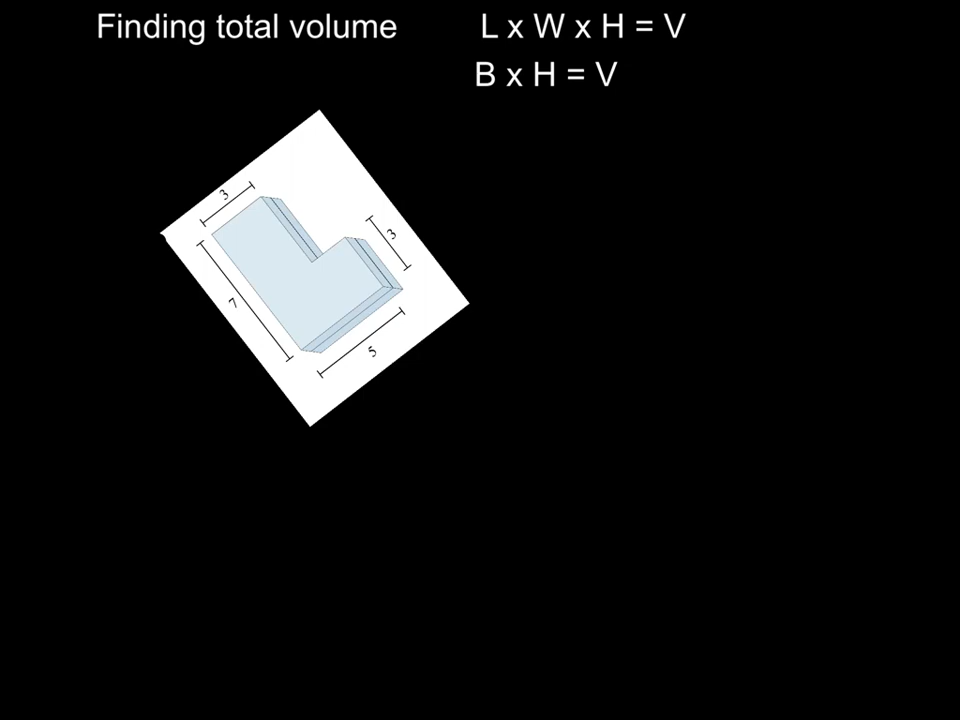 Finding total volume
L x W x H = V
B x H = V
3
3
7
5